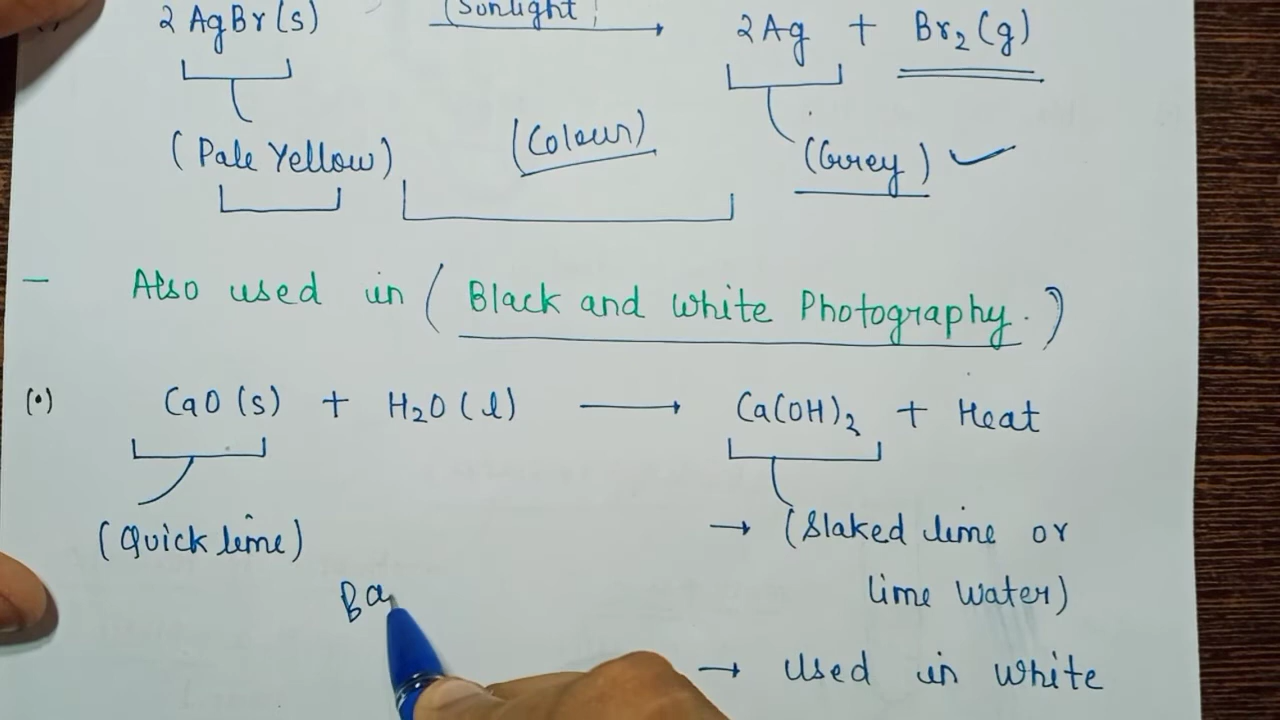 2 AgBr(s) (Sunlight) 2Ag + Br₂(g)
(Pale Yellow) (Colour) (Grey)
— Also used in (Black and White Photography.)
(•) CaO(s) + H₂O(l) → Ca(OH)₂ + Heat
(Quick lime) → (Slaked lime or
lime water)
Ba
→ Used in white